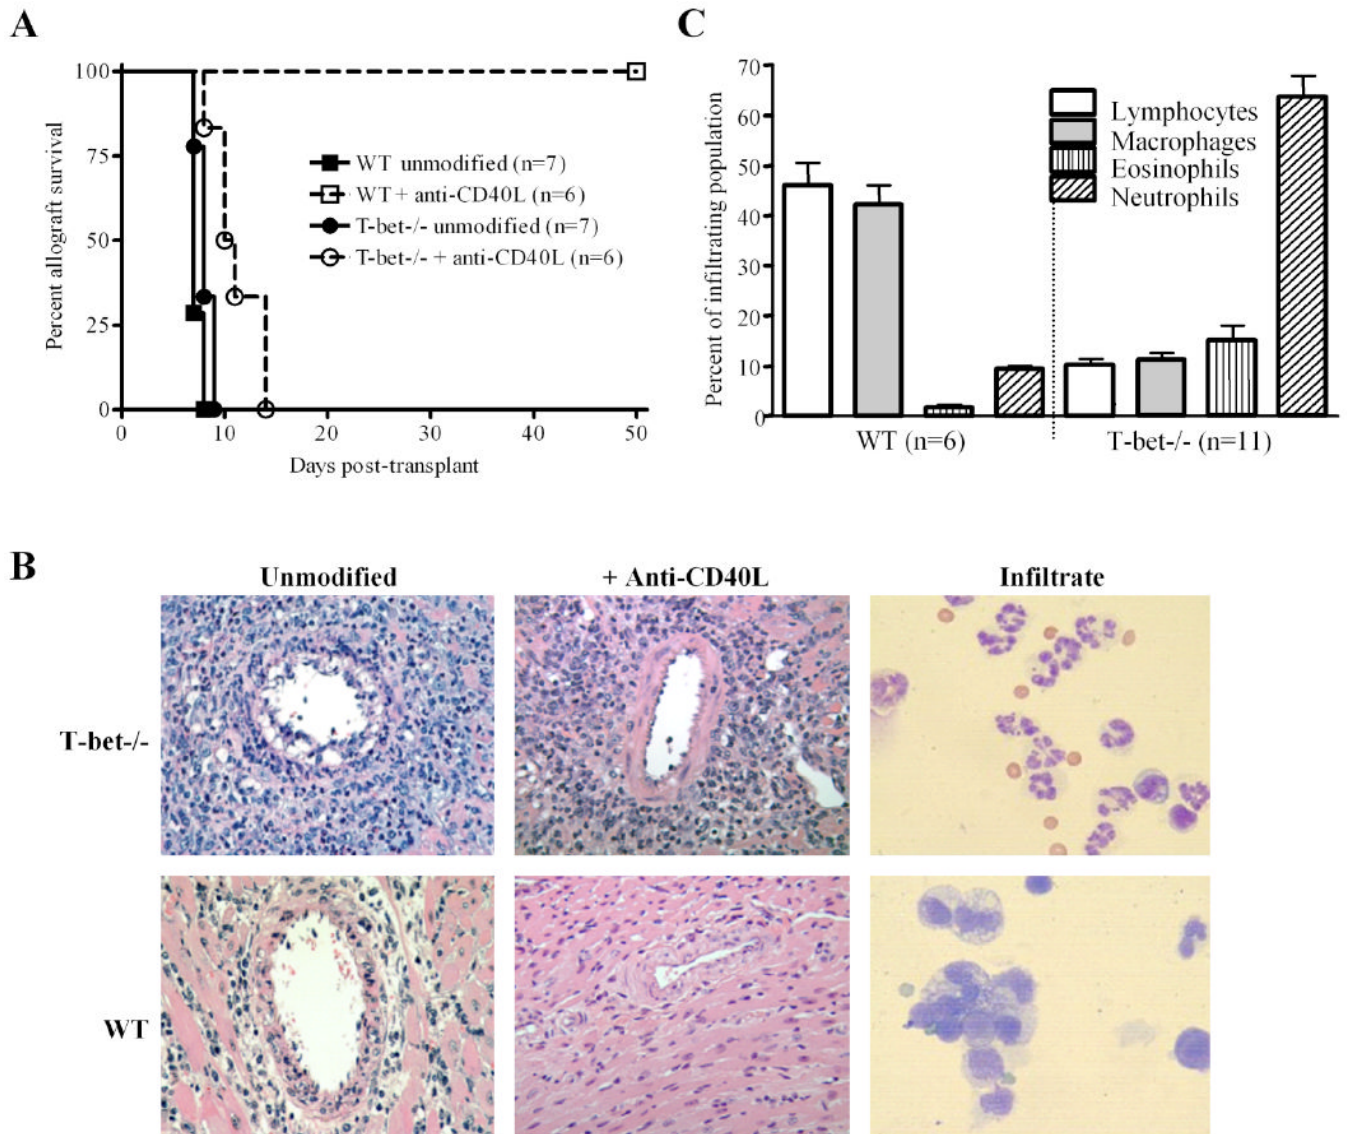 A
Percent allograft survival
100
75
50
25
0
0 10 20 30 40 50
Days post-transplant
WT unmodified (n=7)
WT + anti-CD40L (n=6)
T-bet-/- unmodified (n=7)
T-bet-/- + anti-CD40L (n=6)
C
Percent of infiltrating population
70
60
50
40
30
20
10
0
Lymphocytes
Macrophages
Eosinophils
Neutrophils
WT (n=6) T-bet-/- (n=11)
B
Unmodified + Anti-CD40L Infiltrate
T-bet-/-
WT